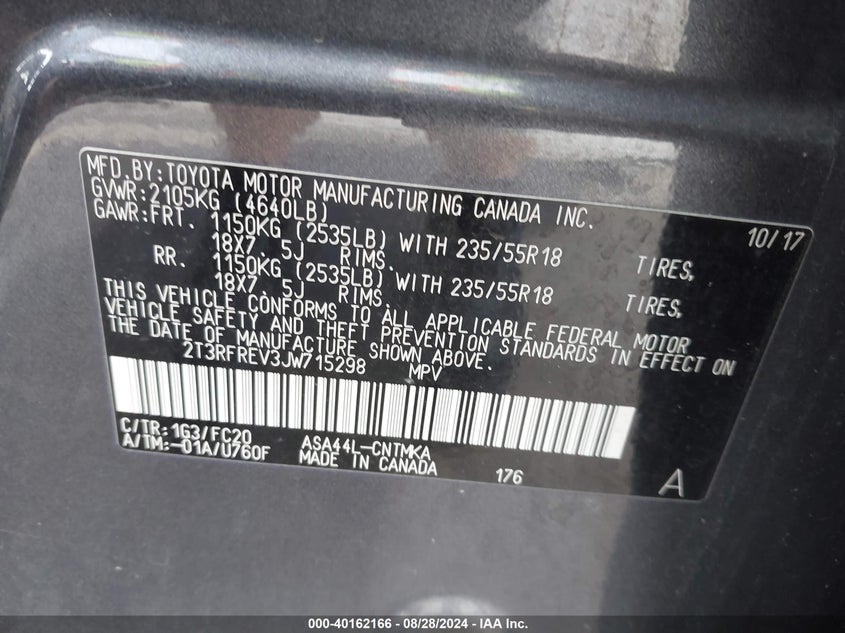 MFD.BY:TOYOTA MOTOR MANUFACTURING CANADA INC.
GVWR:2105KG (4640LB) 10/17
GAWR:FRT. 1150KG (2535LB) WITH 235/55R18 TIRES,
18X7.5J RIMS.
RR. 1150KG (2535LB) WITH 235/55R18 TIRES,
18X7.5J RIMS.
THIS VEHICLE CONFORMS TO ALL APPLICABLE FEDERAL MOTOR
VEHICLE SAFETY AND THEFT PREVENTION STANDARDS IN EFFECT ON
THE DATE OF MANUFACTURE SHOWN ABOVE.
2T3RFREV3JW715298 MPV
C/TR:1G3/FC20 ASA44L-CNTMKA
A/TM:-01A/U760F MADE IN CANADA 176 A
000-40162166 - 08/28/2024 - IAA Inc.